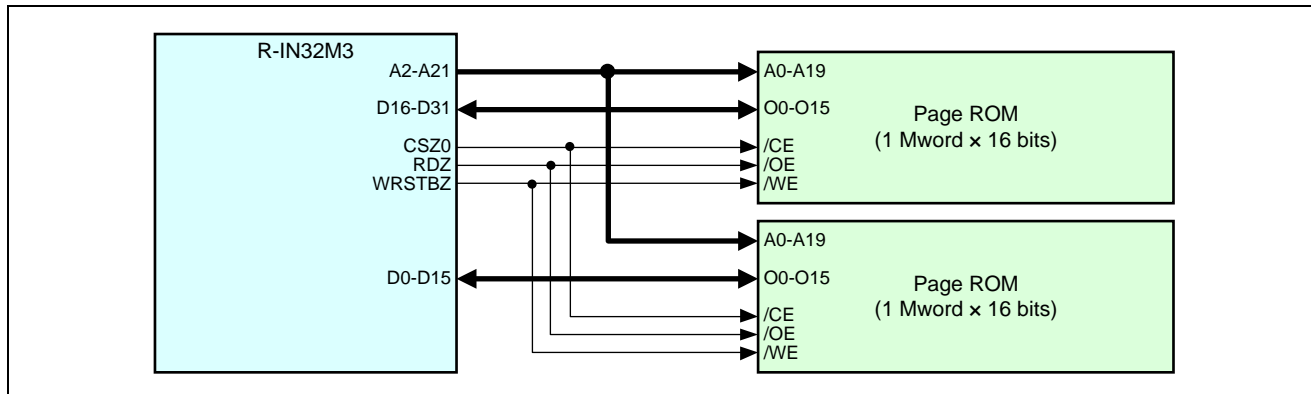 R-IN32M3
A2-A21
D16-D31
CSZ0
RDZ
WRSTBZ
D0-D15
A0-A19
O0-O15
/CE
/OE
/WE
Page ROM
(1 Mword × 16 bits)
A0-A19
O0-O15
/CE
/OE
/WE
Page ROM
(1 Mword × 16 bits)